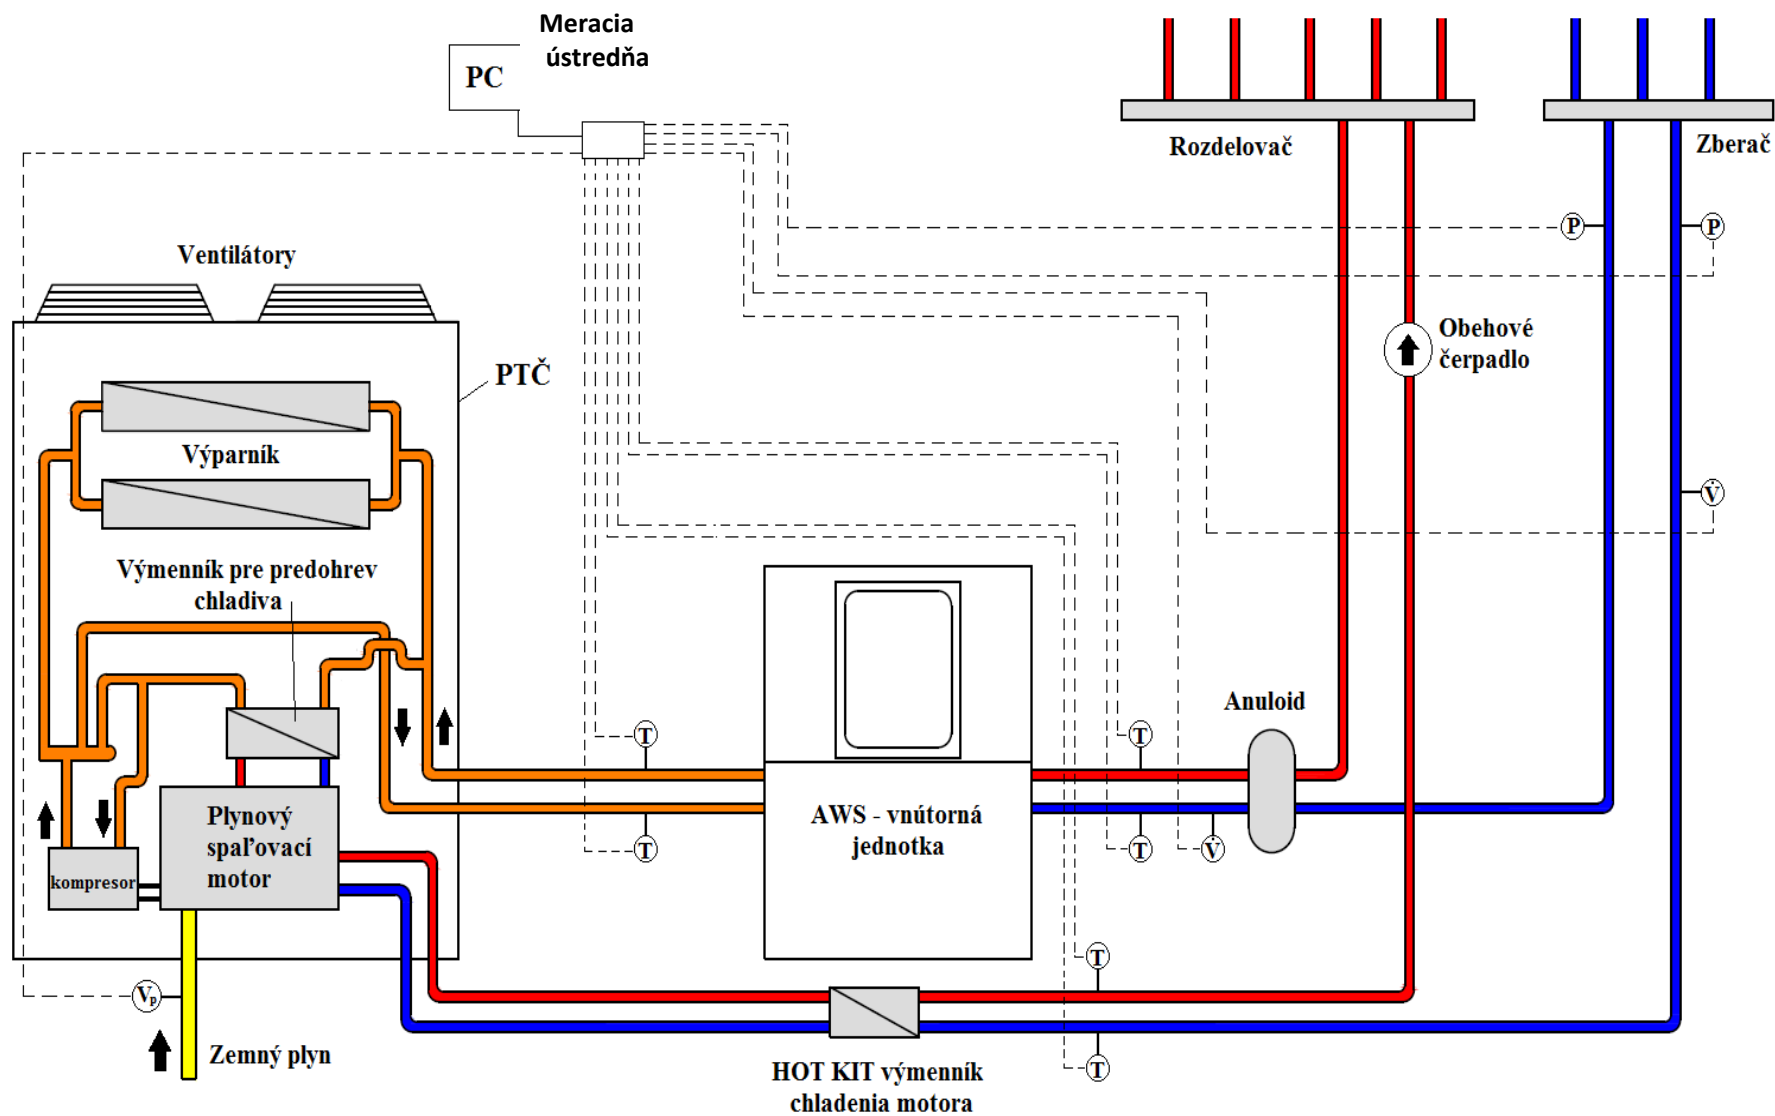 Meracia
ústredňa
PC
Rozdelovač
Zberač
P
P
Ventilátory
Obehové
čerpadlo
PTČ
Výparník
V̇
Výmenník pre predohrev
chladiva
Anuloid
T
T
Plynový
spaľovací
motor
AWS - vnútorná
jednotka
T
T
V̇
kompresor
T
Vp
Zemný plyn
T
HOT KIT výmenník
chladenia motora